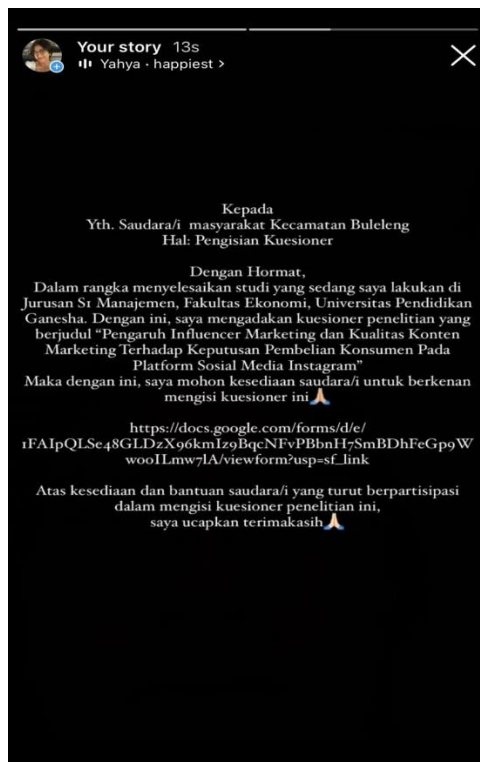 Your story 13s
Yahya · happiest >
Kepada
Yth. Saudara/i masyarakat Kecamatan Buleleng
Hal: Pengisian Kuesioner
Dengan Hormat,
Dalam rangka menyelesaikan studi yang sedang saya lakukan di
Jurusan S1 Manajemen, Fakultas Ekonomi, Universitas Pendidikan
Ganesha. Dengan ini, saya mengadakan kuesioner penelitian yang
berjudul “Pengaruh Influencer Marketing dan Kualitas Konten
Marketing Terhadap Keputusan Pembelian Konsumen Pada
Platform Sosial Media Instagram”
Maka dengan ini, saya mohon kesediaan saudara/i untuk berkenan
mengisi kuesioner ini🙏🏻
https://docs.google.com/forms/d/e/
1FAIpQLSe48GLDzX96kmIz9BqcNFvPBbnH7SmBDhFeGp9W
wooILmw7lA/viewform?usp=sf_link
Atas kesediaan dan bantuan saudara/i yang turut berpartisipasi
dalam mengisi kuesioner penelitian ini,
saya ucapkan terimakasih🙏🏻